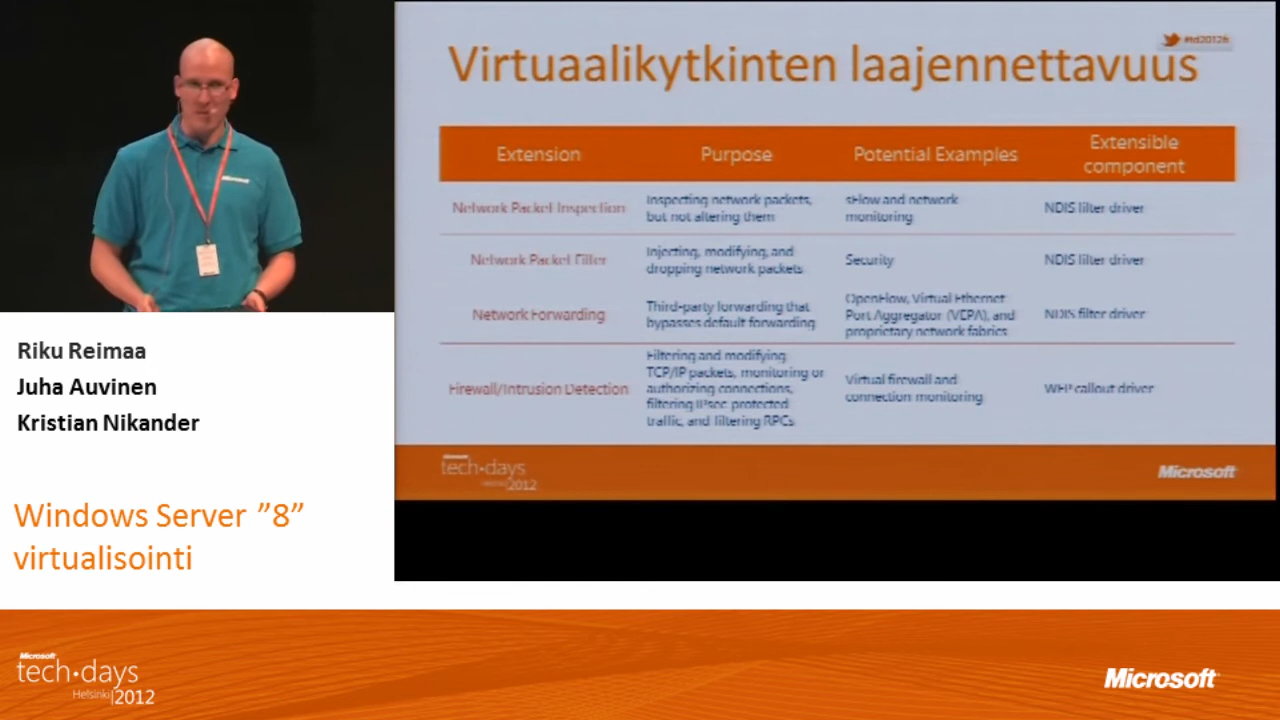 #td2012fi
Virtuaalikytkinten laajennettavuus
Extension
Purpose
Potential Examples
Extensible
component
Network Packet Inspection
Inspecting network packets,
but not altering them
sFlow and network
monitoring
NDIS filter driver
Network Packet Filter
Injecting, modifying, and
dropping network packets
Security
NDIS filter driver
Network Forwarding
Third-party forwarding that
bypasses default forwarding
OpenFlow, Virtual Ethernet
Port Aggregator (VEPA), and
proprietary network fabrics
NDIS filter driver
Firewall/Intrusion Detection
Filtering and modifying
TCP/IP packets, monitoring or
authorizing connections,
filtering IPsec protected
traffic, and filtering RPCs
Virtual firewall and
connection monitoring
WFP callout driver
tech·days
Helsinki|2012
Microsoft
Microsoft
Riku Reimaa
Juha Auvinen
Kristian Nikander
Windows Server ”8”
virtualisointi
Microsoft
tech·days
Helsinki|2012
Microsoft